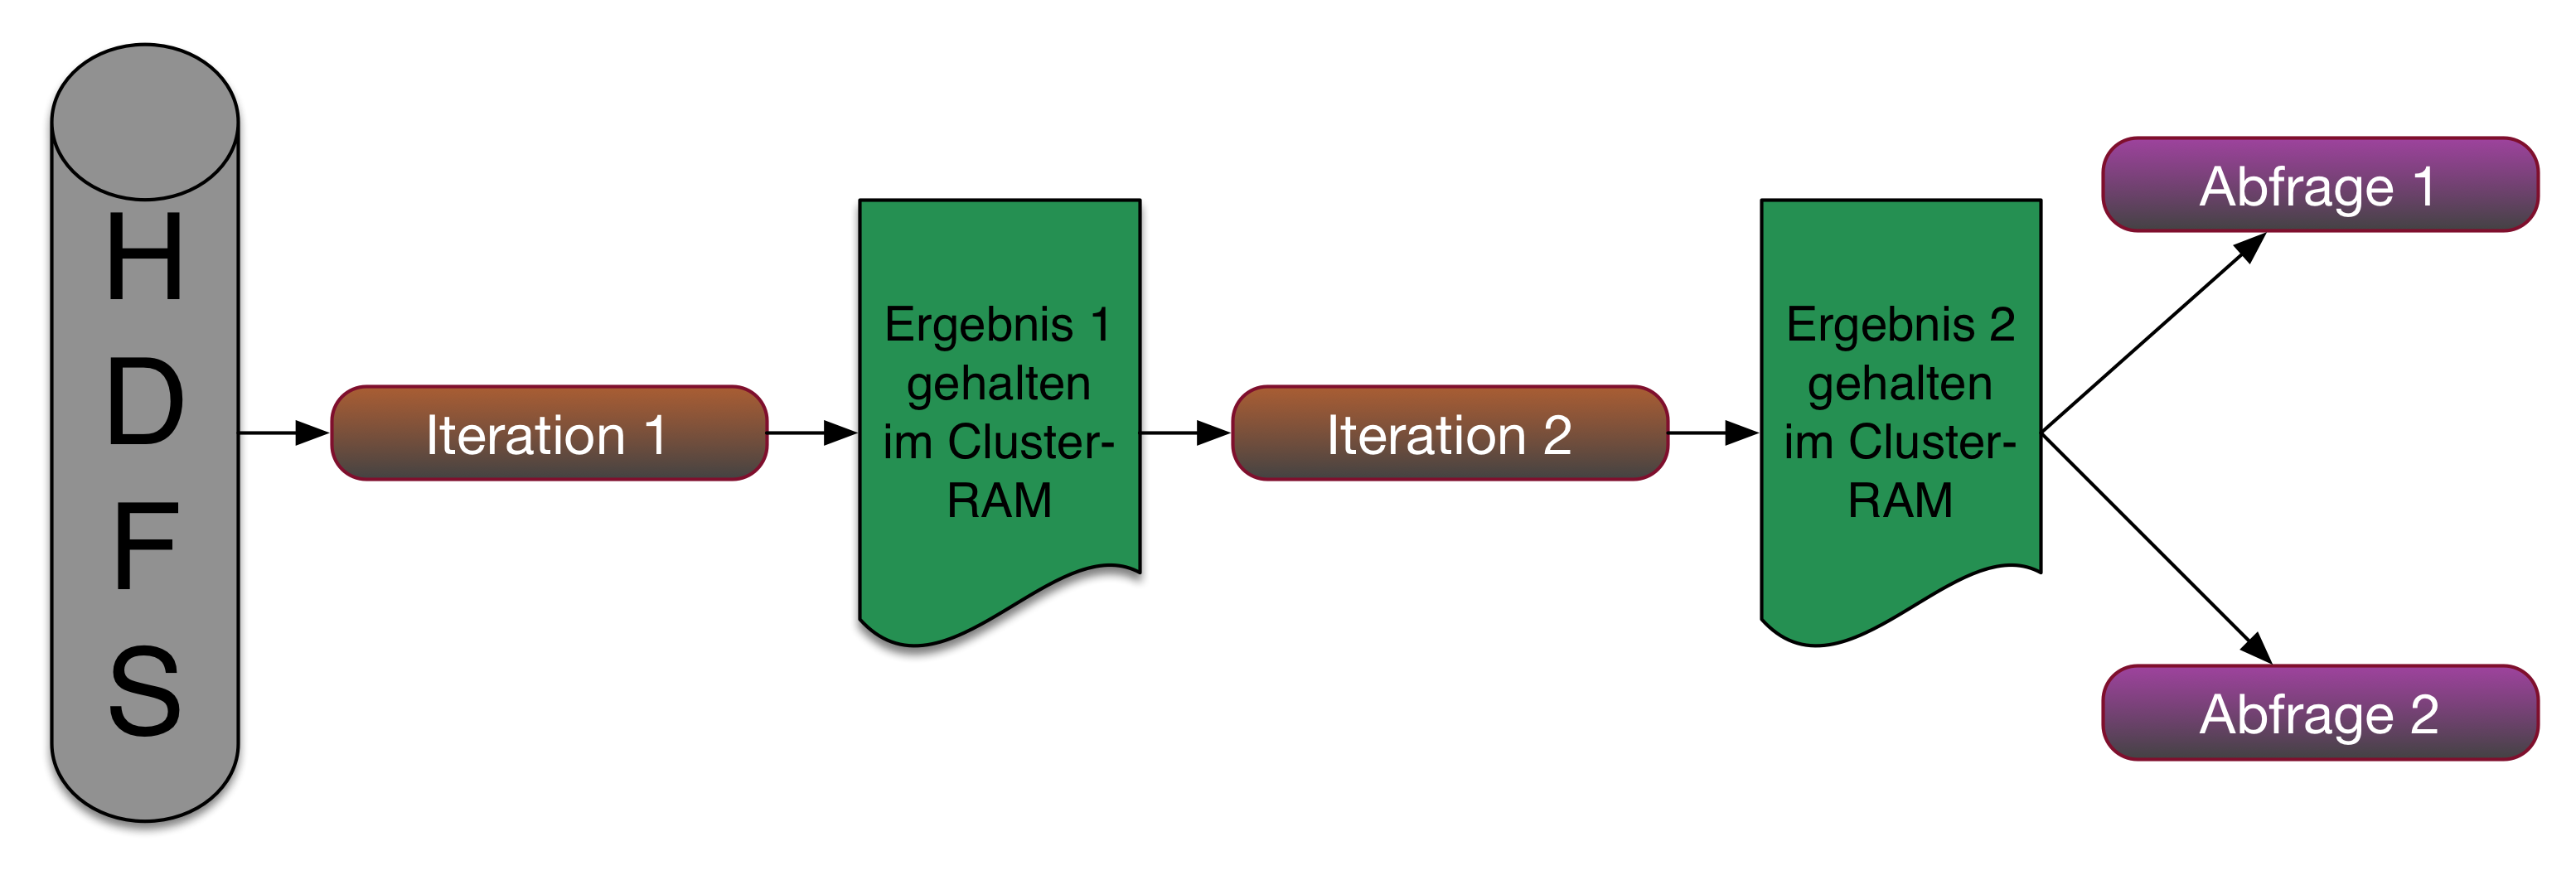 H
D
F
S
Iteration 1
Ergebnis 1
gehalten
im Cluster-
RAM
Iteration 2
Ergebnis 2
gehalten
im Cluster-
RAM
Abfrage 1
Abfrage 2